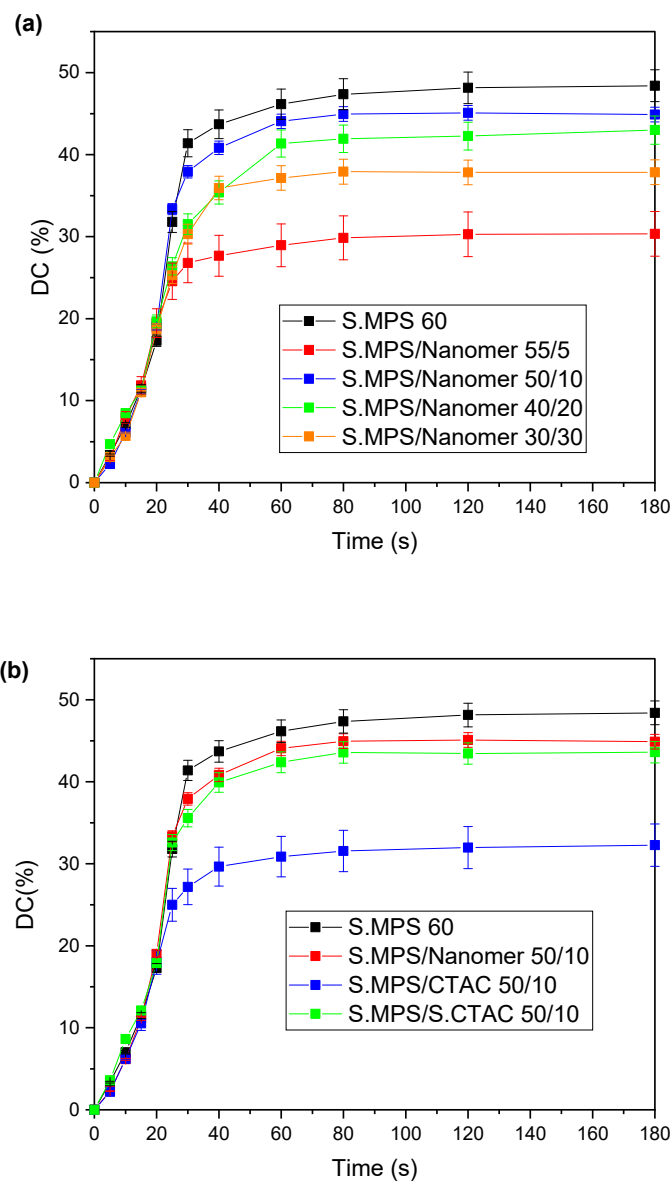 (a)
50
40
30
20
10
0
DC (%)
S.MPS 60
S.MPS/Nanomer 55/5
S.MPS/Nanomer 50/10
S.MPS/Nanomer 40/20
S.MPS/Nanomer 30/30
0 20 40 60 80 100 120 140 160 180
Time (s)
(b)
50
40
30
20
10
0
DC(%)
S.MPS 60
S.MPS/Nanomer 50/10
S.MPS/CTAC 50/10
S.MPS/S.CTAC 50/10
0 20 40 60 80 100 120 140 160 180
Time (s)